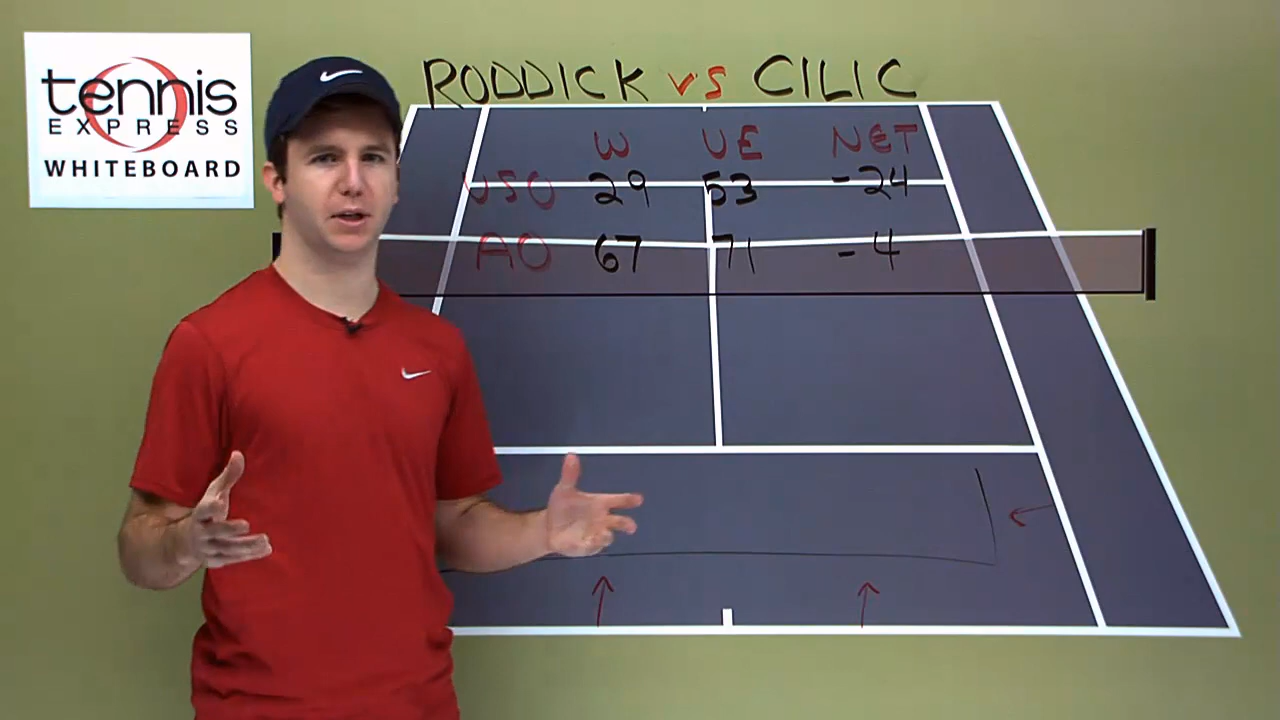 tennis
EXPRESS
WHITEBOARD
RODDICK VS CILIC
W UE NET
USO 29 53 -24
AO 67 71 -4